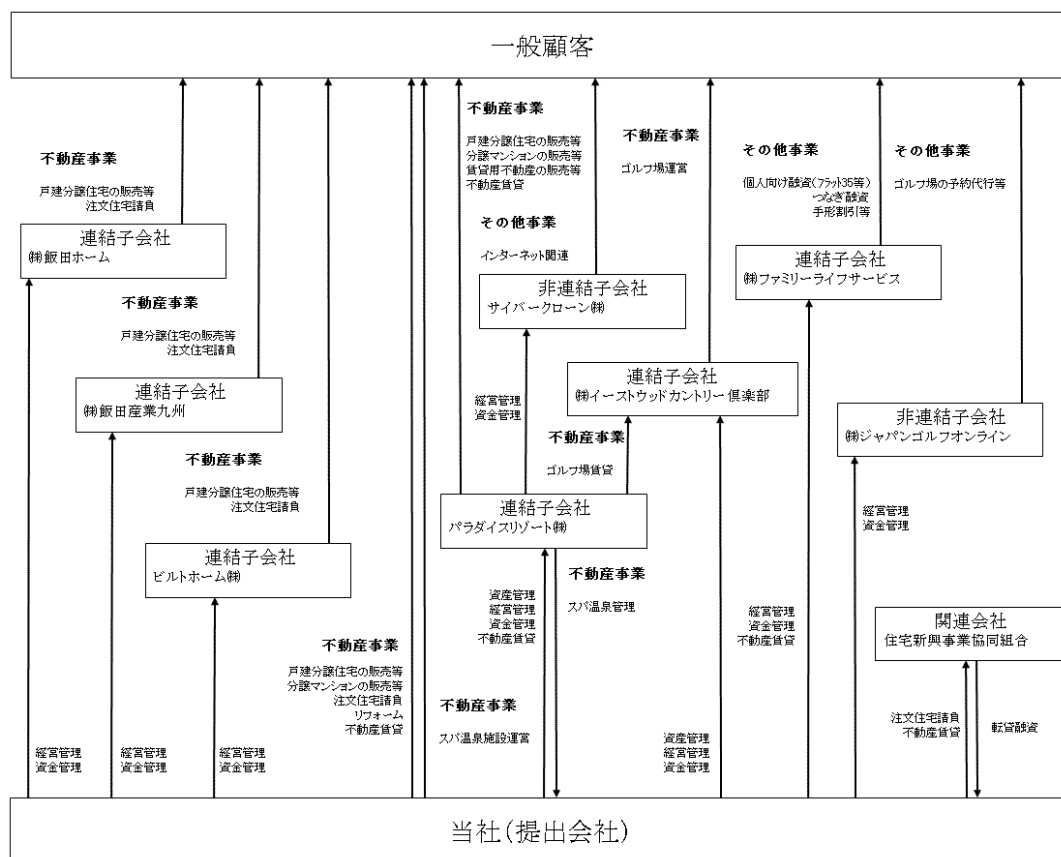 一般顧客
不動産事業
戸建分譲住宅の販売等
注文住宅請負
連結子会社
㈱飯田ホーム
不動産事業
戸建分譲住宅の販売等
注文住宅請負
連結子会社
㈱飯田産業九州
不動産事業
戸建分譲住宅の販売等
注文住宅請負
連結子会社
ビルトホーム㈱
不動産事業
戸建分譲住宅の販売等
分譲マンションの販売等
注文住宅請負
リフォーム
不動産賃貸
経営管理
資金管理
経営管理
資金管理
経営管理
資金管理
不動産事業
戸建分譲住宅の販売等
分譲マンションの販売等
賃貸用不動産の販売等
不動産賃貸
その他事業
インターネット関連
非連結子会社
サイバークローン㈱
経営管理
資金管理
不動産事業
ゴルフ場運営
連結子会社
㈱イーストウッドカントリー倶楽部
不動産事業
ゴルフ場賃貸
連結子会社
パラダイスリゾート㈱
資産管理
経営管理
資金管理
不動産賃貸
不動産事業
スパ温泉管理
不動産事業
スパ温泉施設運営
資産管理
経営管理
資金管理
その他事業
個人向け融資(フラット35等)
つなぎ融資
手形割引等
連結子会社
㈱ファミリーライフサービス
経営管理
資金管理
不動産賃貸
その他事業
ゴルフ場の予約代行等
非連結子会社
㈱ジャパンゴルフオンライン
経営管理
資金管理
関連会社
住宅新興事業協同組合
注文住宅請負
不動産賃貸
転貸融資
当社(提出会社)